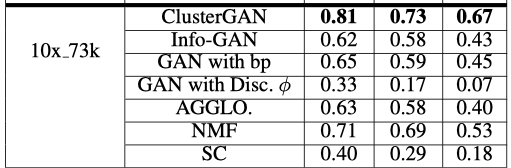 ClusterGAN 0.81 0.73 0.67
Info-GAN 0.62 0.58 0.43
10x_73k
GAN with bp 0.65 0.59 0.45
GAN with Disc. ϕ 0.33 0.17 0.07
AGGLO. 0.63 0.58 0.40
NMF 0.71 0.69 0.53
SC 0.40 0.29 0.18